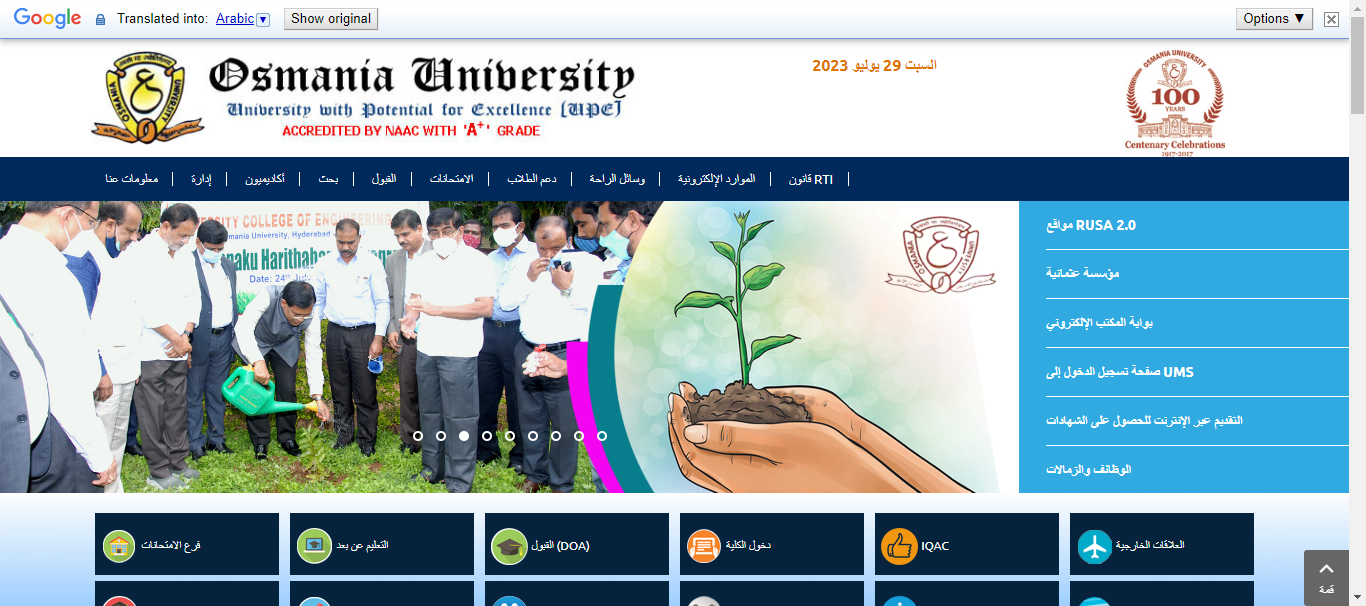 Google Translated into: Arabic ▼ Show original Options ▼
Osmania University
السبت 29 يوليو 2023
University with Potential for Excellence [UPE]
ACCREDITED BY NAAC WITH 'A+' GRADE
OSMANIA UNIVERSITY
100
YEARS
Centenary Celebrations
1917-2017
معلومات عنا
إدارة
أكاديميون
بحث
القبول
الامتحانات
دعم الطلاب
وسائل الراحة
الموارد الإلكترونية
قانون RTI
VERSITY COLLEGE OF ENGINEERING
mania University, Hyderabad
Date: 24th July
مواقع RUSA 2.0
مؤسسة عثمانية
بوابة المكتب الإلكتروني
صفحة تسجيل الدخول إلى UMS
التقديم عبر الإنترنت للحصول على الشهادات
الوظائف والزمالات
فرع الامتحانات
التعليم عن بعد
القبول (DOA)
دخول الكلية
IQAC
العلاقات الخارجية
قمة